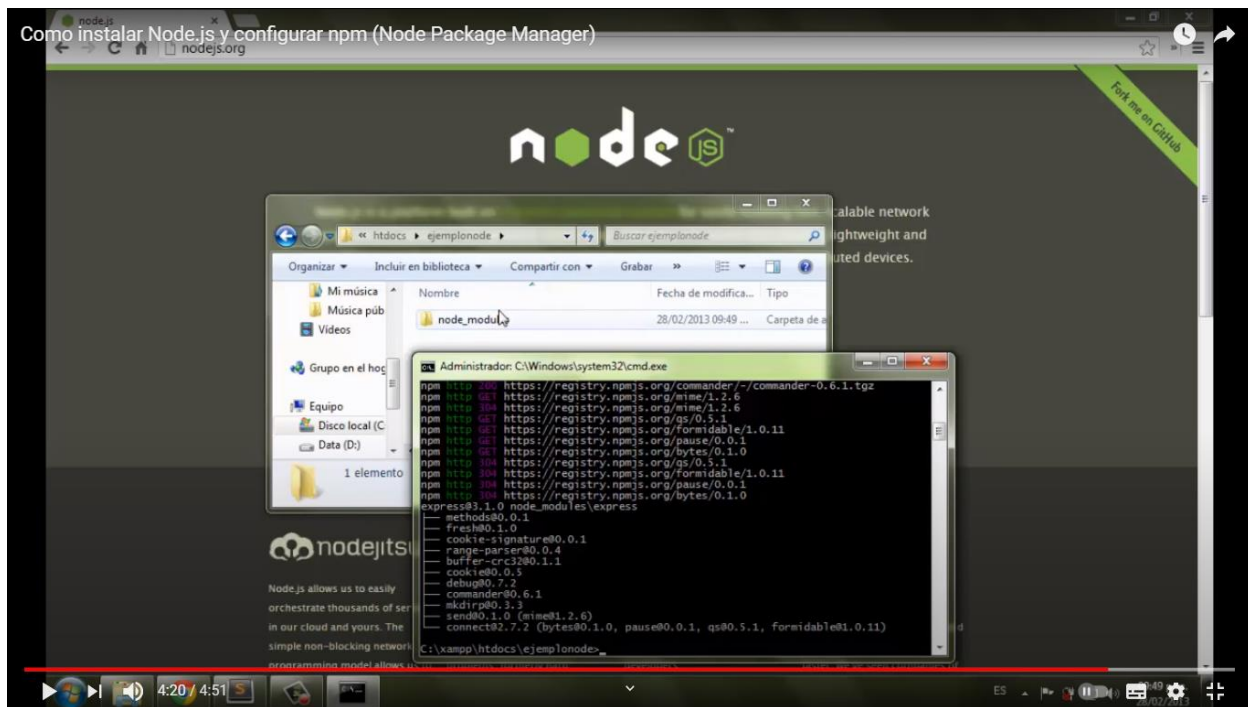 node.js
Como instalar Node.js y configurar npm (Node Package Manager)
nodejs.org
Fork me on GitHub
node
JS
TM
calable network
ightweight and
uted devices.
« htdocs ▸ ejemplonode ▸
Buscar ejemplonode
Organizar
Incluir en biblioteca
Compartir con
Grabar
»
Mi música
Música púb
Vídeos
Grupo en el hog
Equipo
Disco local (C
Data (D:)
Nombre
Fecha de modifica...
Tipo
node_modul
28/02/2013 09:49 ...
Carpeta de a
1 elemento
Administrador: C:\Windows\system32\cmd.exe
npm http 200 https://registry.npmjs.org/commander/-/commander-0.6.1.tgz
npm http GET https://registry.npmjs.org/mime/1.2.6
npm http 304 https://registry.npmjs.org/mime/1.2.6
npm http GET https://registry.npmjs.org/qs/0.5.1
npm http GET https://registry.npmjs.org/formidable/1.0.11
npm http GET https://registry.npmjs.org/pause/0.0.1
npm http GET https://registry.npmjs.org/bytes/0.1.0
npm http 304 https://registry.npmjs.org/qs/0.5.1
npm http 304 https://registry.npmjs.org/formidable/1.0.11
npm http 304 https://registry.npmjs.org/pause/0.0.1
npm http 304 https://registry.npmjs.org/bytes/0.1.0
express@3.1.0 node_modules\express
├── methods@0.0.1
├── fresh@0.1.0
├── cookie-signature@0.0.1
├── range-parser@0.0.4
├── buffer-crc32@0.1.1
├── cookie@0.0.5
├── debug@0.7.2
├── commander@0.6.1
├── mkdirp@0.3.3
├── send@0.1.0 (mime@1.2.6)
└── connect@2.7.2 (bytes@0.1.0, pause@0.0.1, qs@0.5.1, formidable@1.0.11)
C:\xampp\htdocs\ejemplonode>_
nodejitsu
Node.js allows us to easily
orchestrate thousands of ser
in our cloud and yours. The
simple non-blocking network
programming model allows u
4:20 / 4:51
ES
28/02/2013